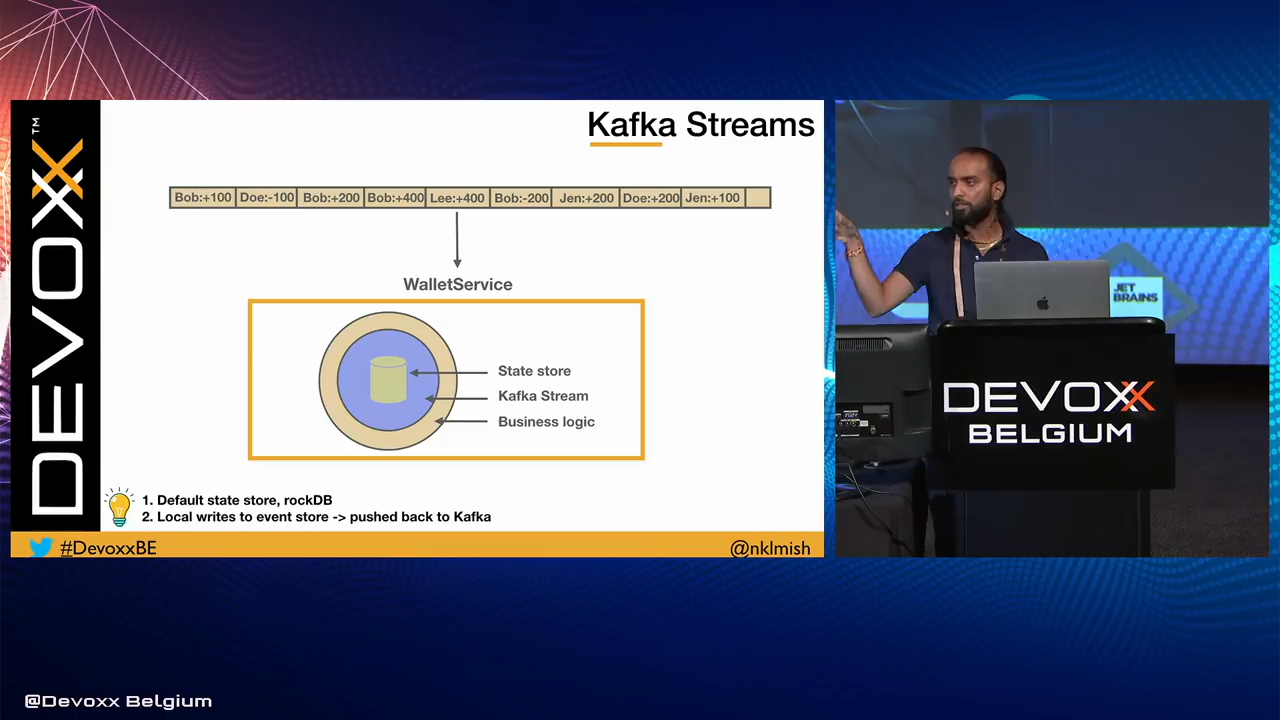 DEVOXX™
Kafka Streams
Bob:+100 Doe:-100 Bob:+200 Bob:+400 Lee:+400 Bob:-200 Jen:+200 Doe:+200 Jen:+100
WalletService
State store
Kafka Stream
Business logic
1. Default state store, rockDB
2. Local writes to event store -> pushed back to Kafka
#DevoxxBE
@nklmish
JET
BRAINS
DEVOXX
BELGIUM
@Devoxx Belgium